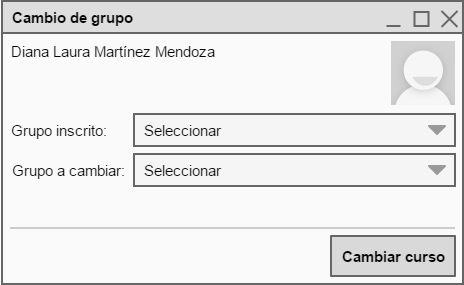 Cambio de grupo
Diana Laura Martínez Mendoza
Grupo inscrito: Seleccionar
Grupo a cambiar: Seleccionar
Cambiar curso